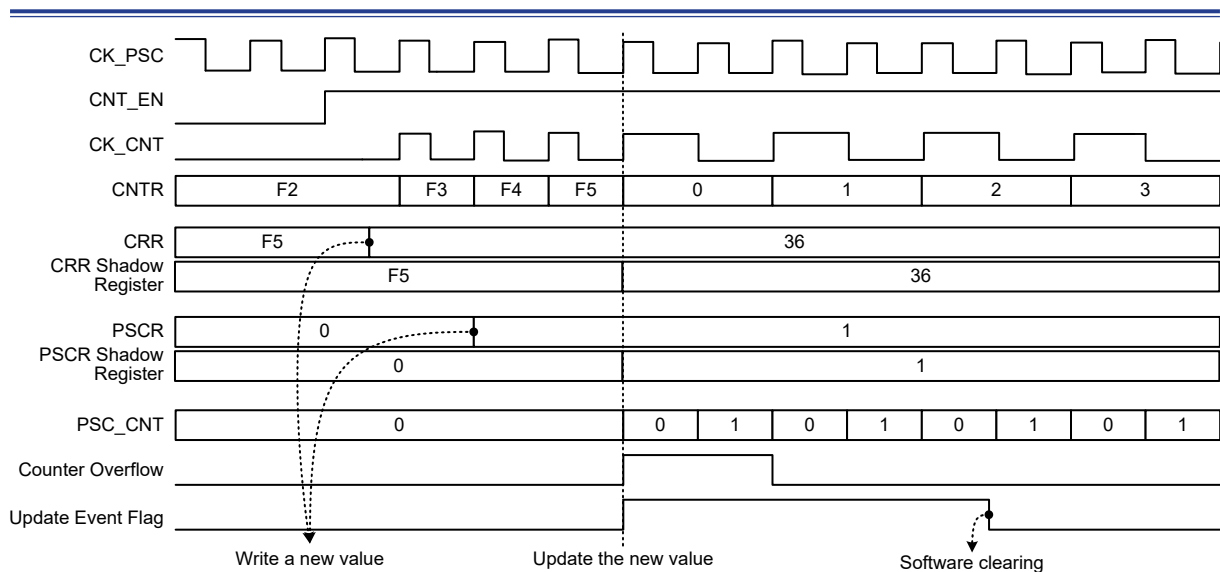 CK_PSC
CNT_EN
CK_CNT
CNTR F2 F3 F4 F5 0 1 2 3
CRR F5 36
CRR Shadow
Register F5 36
PSCR 0 1
PSCR Shadow
Register 0 1
PSC_CNT 0 0 1 0 1 0 1 0 1
Counter Overflow
Update Event Flag
Write a new value Update the new value Software clearing